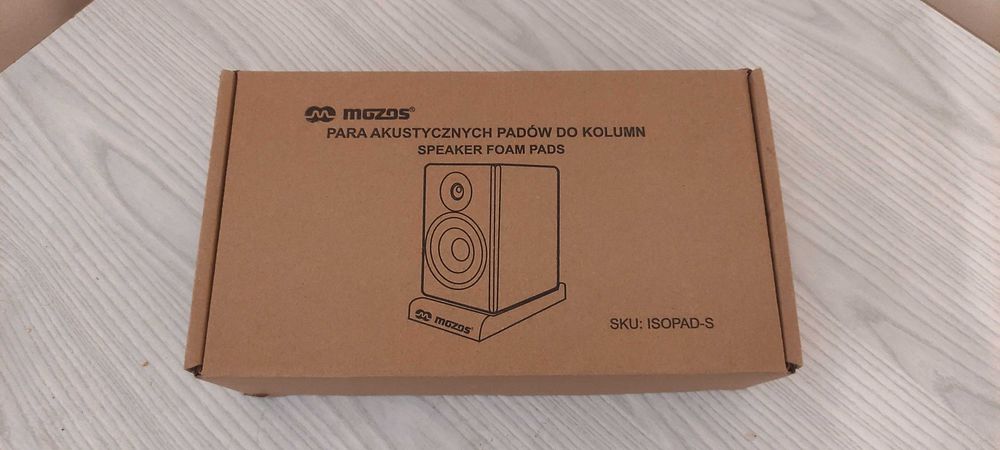 mozos®
PARA AKUSTYCZNYCH PADÓW DO KOLUMN
SPEAKER FOAM PADS
mozos®
SKU: ISOPAD-S